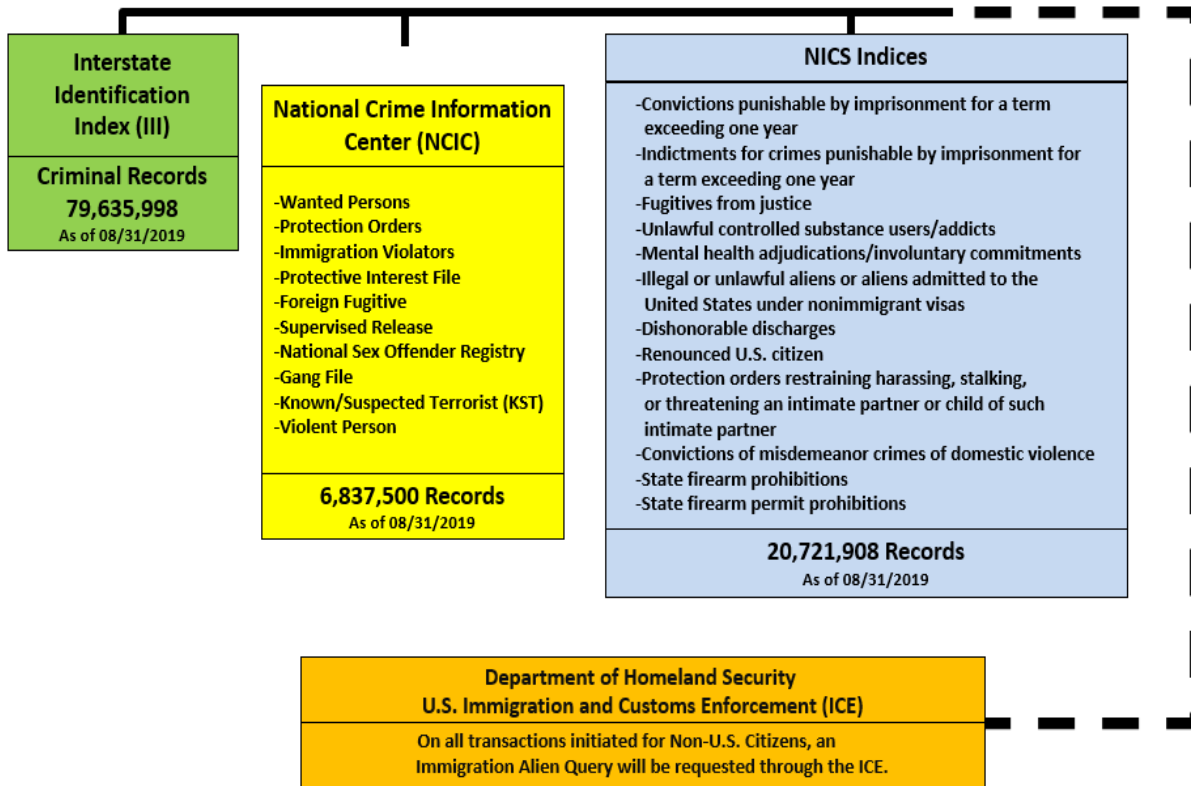 Interstate
Identification
Index (III)
Criminal Records
79,635,998
As of 08/31/2019
National Crime Information
Center (NCIC)
-Wanted Persons
-Protection Orders
-Immigration Violators
-Protective Interest File
-Foreign Fugitive
-Supervised Release
-National Sex Offender Registry
-Gang File
-Known/Suspected Terrorist (KST)
-Violent Person
6,837,500 Records
As of 08/31/2019
NICS Indices
-Convictions punishable by imprisonment for a term
exceeding one year
-Indictments for crimes punishable by imprisonment for
a term exceeding one year
-Fugitives from justice
-Unlawful controlled substance users/addicts
-Mental health adjudications/involuntary commitments
-Illegal or unlawful aliens or aliens admitted to the
United States under nonimmigrant visas
-Dishonorable discharges
-Renounced U.S. citizen
-Protection orders restraining harassing, stalking,
or threatening an intimate partner or child of such
intimate partner
-Convictions of misdemeanor crimes of domestic violence
-State firearm prohibitions
-State firearm permit prohibitions
20,721,908 Records
As of 08/31/2019
Department of Homeland Security
U.S. Immigration and Customs Enforcement (ICE)
On all transactions initiated for Non-U.S. Citizens, an
Immigration Alien Query will be requested through the ICE.